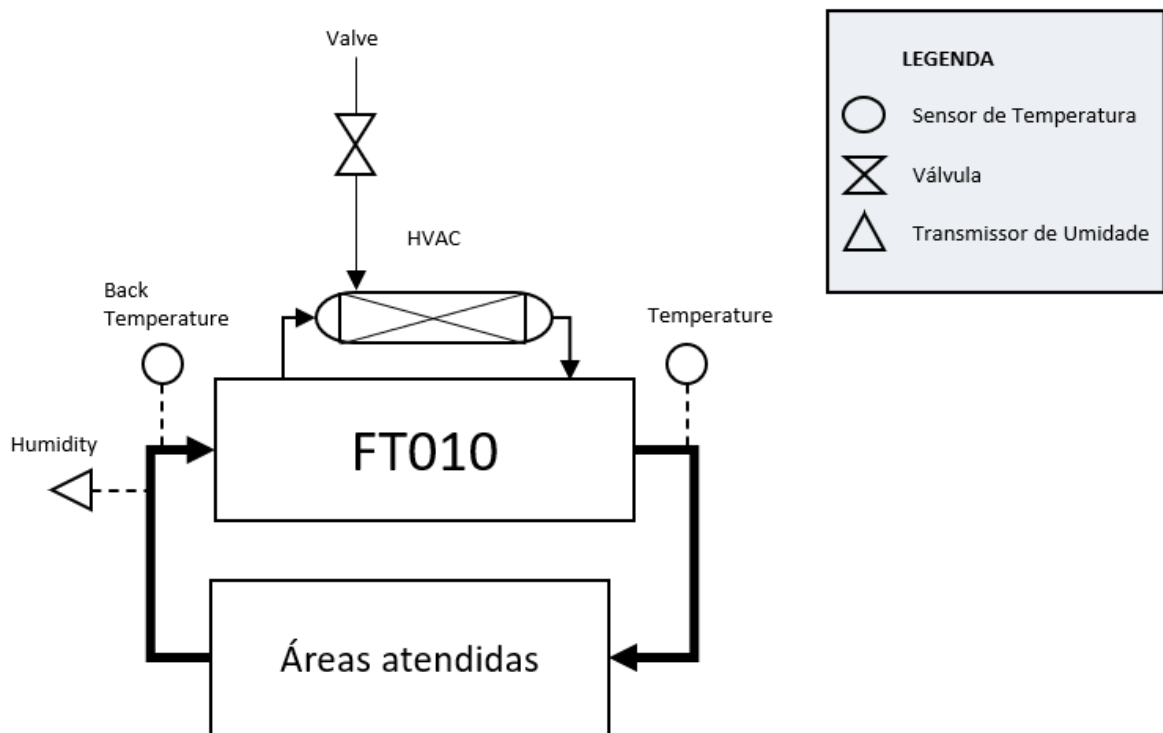 Valve
HVAC
Back
Temperature
Temperature
Humidity
FT010
Áreas atendidas
LEGENDA
Sensor de Temperatura
Válvula
Transmissor de Umidade